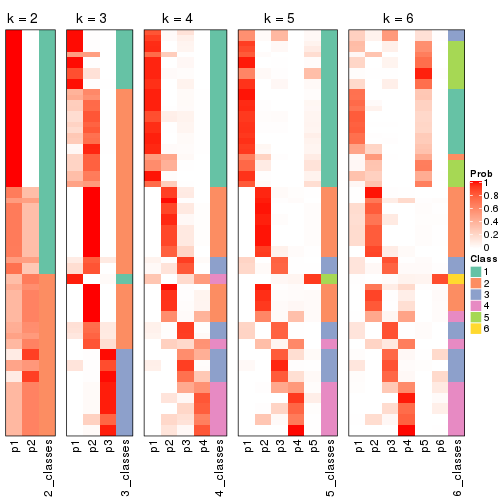 k = 2
k = 3
k = 4
k = 5
k = 6
p1
p2
2_classes
p1
p2
p3
3_classes
p1
p2
p3
p4
4_classes
p1
p2
p3
p4
p5
5_classes
p1
p2
p3
p4
p5
p6
6_classes
Prob
1
0.8
0.6
0.4
0.2
0
Class
1
2
3
4
5
6